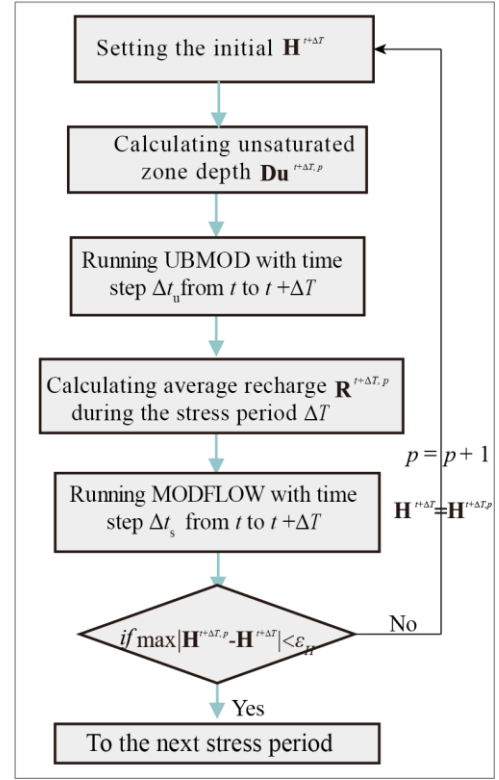 Setting the initial H^{t+ΔT}
Calculating unsaturated
zone depth Du^{t+ΔT, p}
Running UBMOD with time
step Δt_u from t to t +ΔT
Calculating average recharge R^{t+ΔT, p}
during the stress period ΔT
p = p + 1
Running MODFLOW with time
step Δt_s from t to t +ΔT
H^{t+ΔT}=H^{t+ΔT,p}
if max|H^{t+ΔT, p}-H^{t+ΔT}|<ε_H
No
Yes
To the next stress period